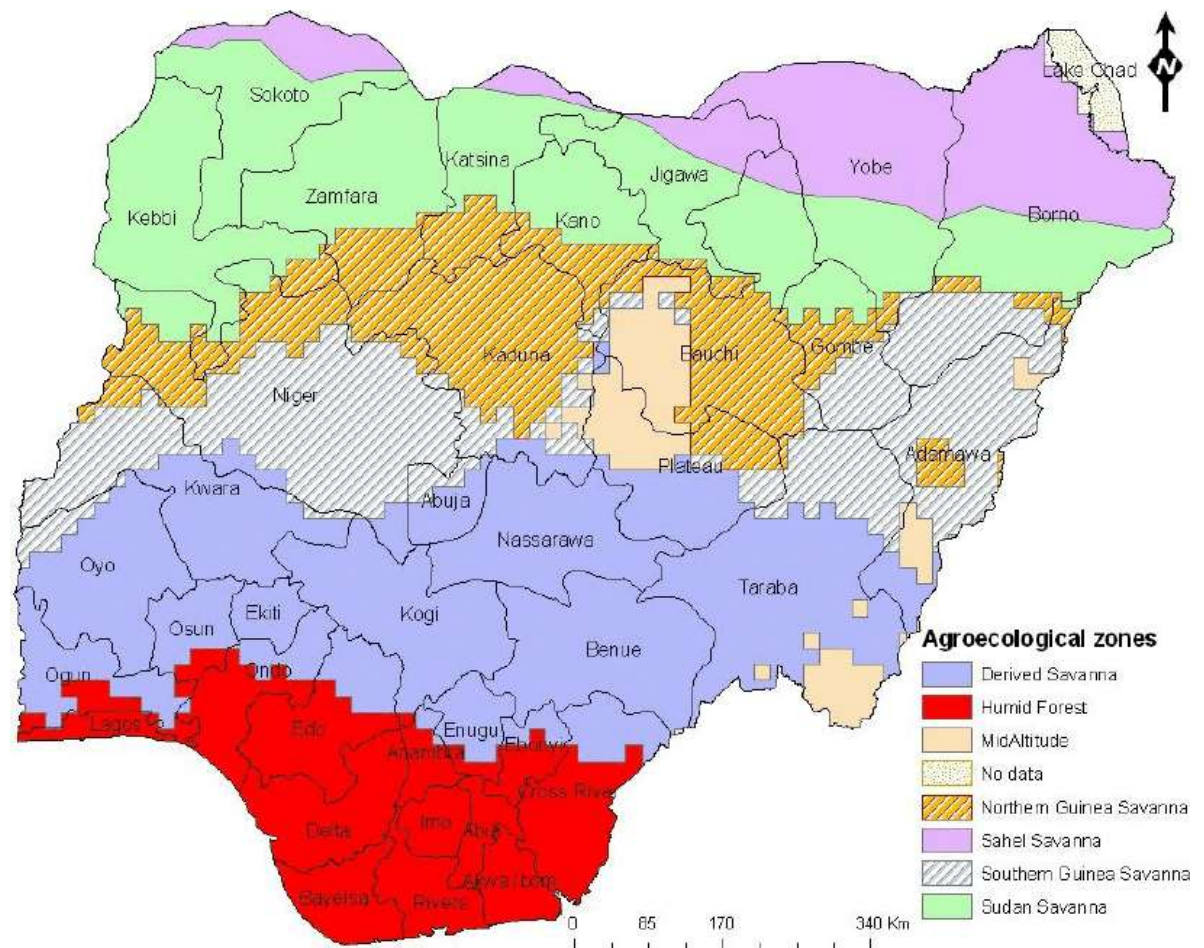 N
Lake Chad
Sokoto
Katsina
Yobe
Jigawa
Zamfara
Kebbi
Kano
Borno
Kaduna
Bauchi
Gombe
Niger
Adamawa
Plateau
Kwara
Abuja
Nassarawa
Oyo
Taraba
Ekiti
Kogi
Osun
Benue
Ogun
Ondo
Lagos
Edo
Enugu
Anambra
Cross River
Delta
Imo
Akwa Ibom
Bayelsa
Rivers
Agroecological zones
Derived Savanna
Humid Forest
MidAltitude
No data
Northern Guinea Savanna
Sahel Savanna
Southern Guinea Savanna
Sudan Savanna
0 85 170 340 Km